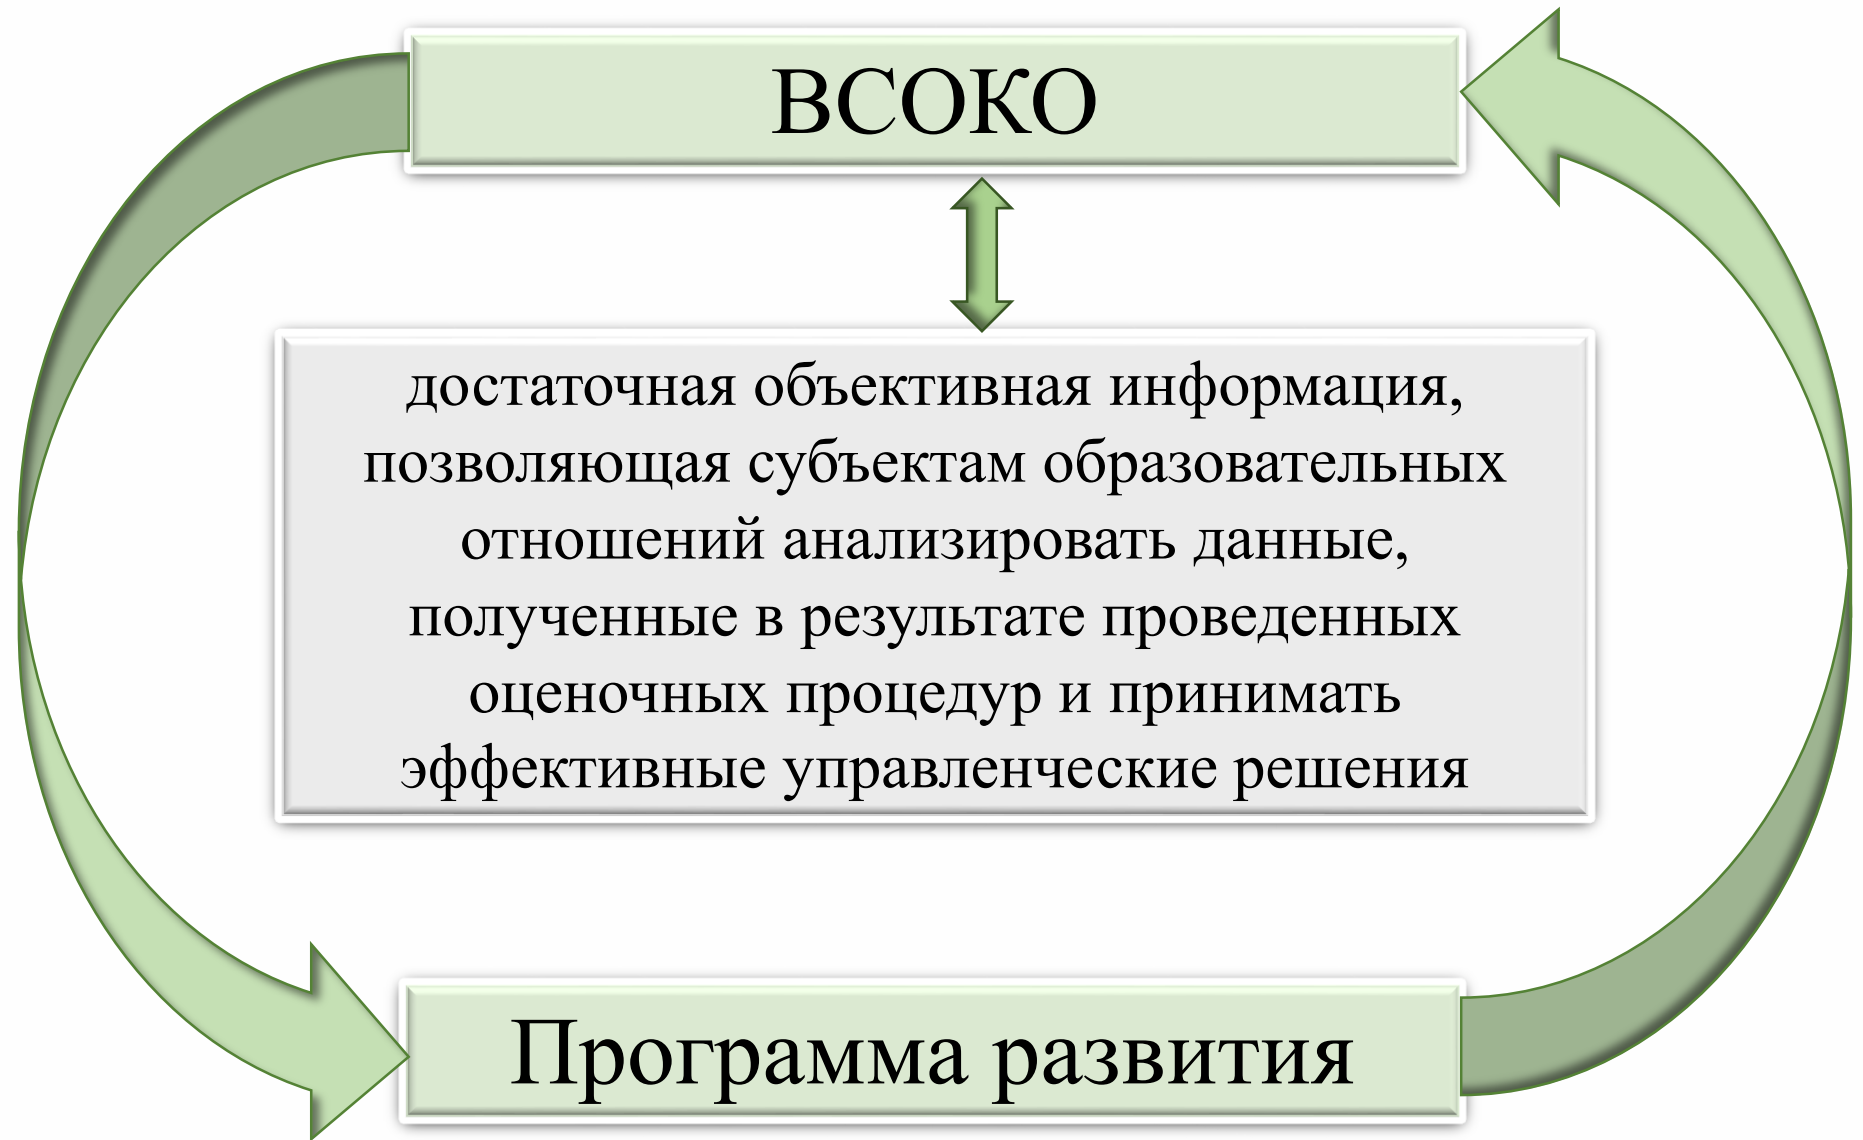 ВСОКО
достаточная объективная информация,
позволяющая субъектам образовательных
отношений анализировать данные,
полученные в результате проведенных
оценочных процедур и принимать
эффективные управленческие решения
Программа развития